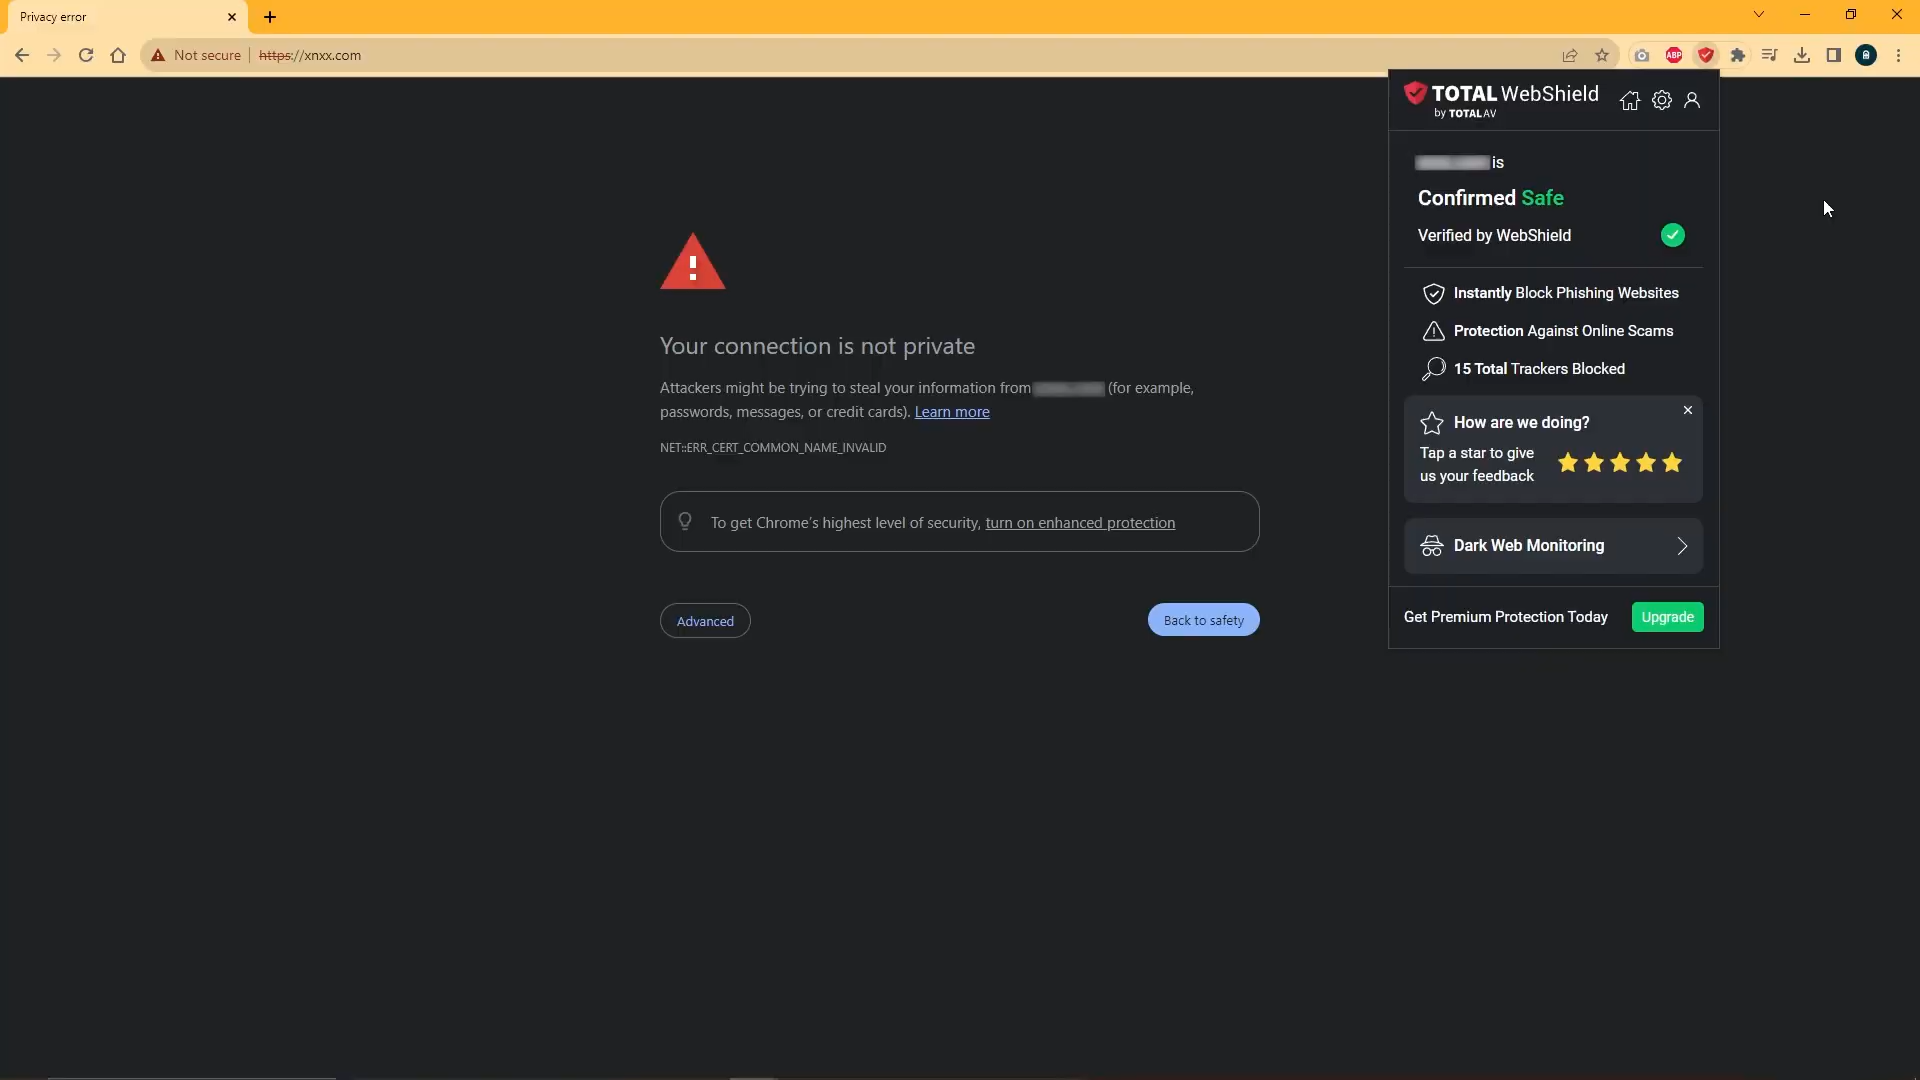 Privacy error
Not secure
https://xnxx.com
ABP
TOTAL WebShield
by TOTALAV
is
Confirmed Safe
Verified by WebShield
Instantly Block Phishing Websites
Protection Against Online Scams
15 Total Trackers Blocked
How are we doing?
Tap a star to give
us your feedback
Dark Web Monitoring
Get Premium Protection Today
Upgrade
Your connection is not private
Attackers might be trying to steal your information from (for example,
passwords, messages, or credit cards). Learn more
NET::ERR_CERT_COMMON_NAME_INVALID
To get Chrome's highest level of security, turn on enhanced protection
Advanced
Back to safety